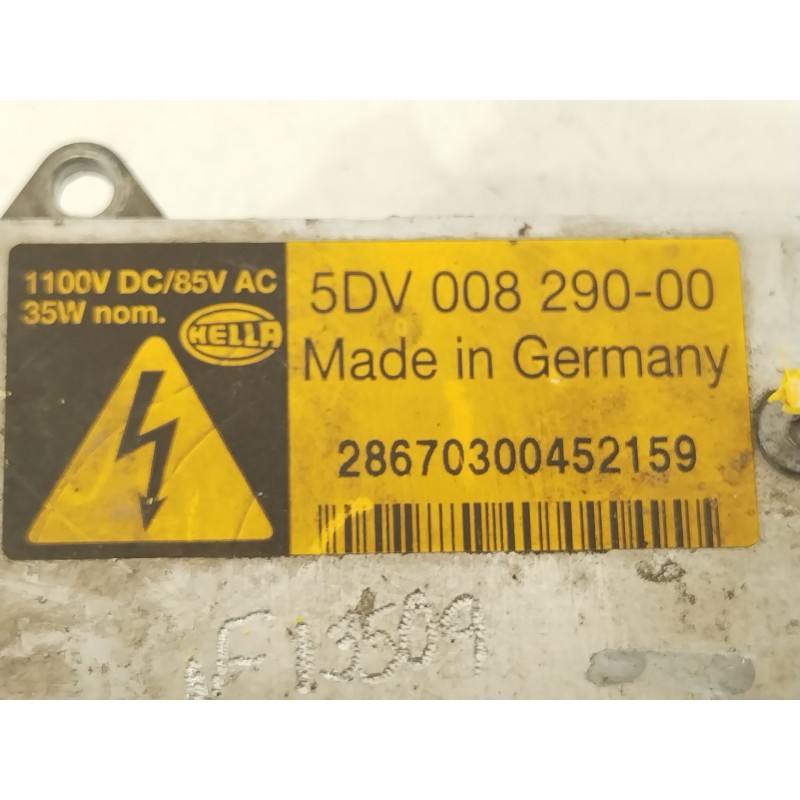 1100V DC/85V AC
35W nom.
HELLA
5DV 008 290-00
Made in Germany
28670300452159